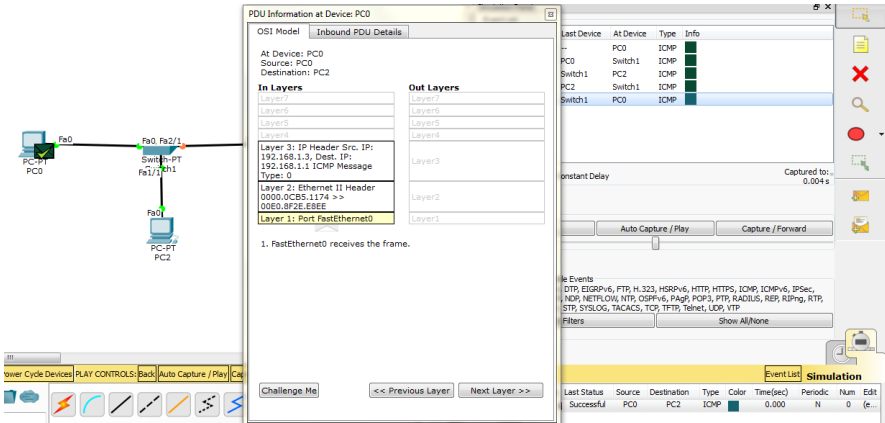 PDU Information at Device: PC0
OSI Model Inbound PDU Details
At Device: PC0
Source: PC0
Destination: PC2
In Layers Out Layers
Layer7 Layer7
Layer6 Layer6
Layer5 Layer5
Layer4 Layer4
Layer 3: IP Header Src. IP:
192.168.1.3, Dest. IP:
192.168.1.1 ICMP Message
Type: 0
Layer3
Layer 2: Ethernet II Header
0000.0CB5.1174 >>
00E0.8F2E.E8EE
Layer2
Layer 1: Port FastEthernet0 Layer1
1. FastEthernet0 receives the frame.
Challenge Me << Previous Layer Next Layer >>
Fa0
PC-PT
PC0
Fa0, Fa2/1
Switch-PT
Fa1/1
Fa0
PC-PT
PC2
Last Device At Device Type Info
-- PC0 ICMP
PC0 Switch1 ICMP
Switch1 PC2 ICMP
PC2 Switch1 ICMP
Switch1 PC0 ICMP
onstant Delay
Captured to:
0.004 s
Auto Capture / Play Capture / Forward
le Events
DTP, EIGRPv6, FTP, H.323, HSRPv6, HTTP, HTTPS, ICMP, ICMPv6, IPSec,
, NDP, NETFLOW, NTP, OSPFv6, PAgP, POP3, PTP, RADIUS, REP, RIPng, RTP,
STP, SYSLOG, TACACS, TCP, TFTP, Telnet, UDP, VTP
Filters Show All/None
ower Cycle Devices PLAY CONTROLS: Back Auto Capture / Play Cap
Event List Simulation
Last Status Source Destination Type Color Time(sec) Periodic Num Edit
Successful PC0 PC2 ICMP 0.000 N 0 (e...